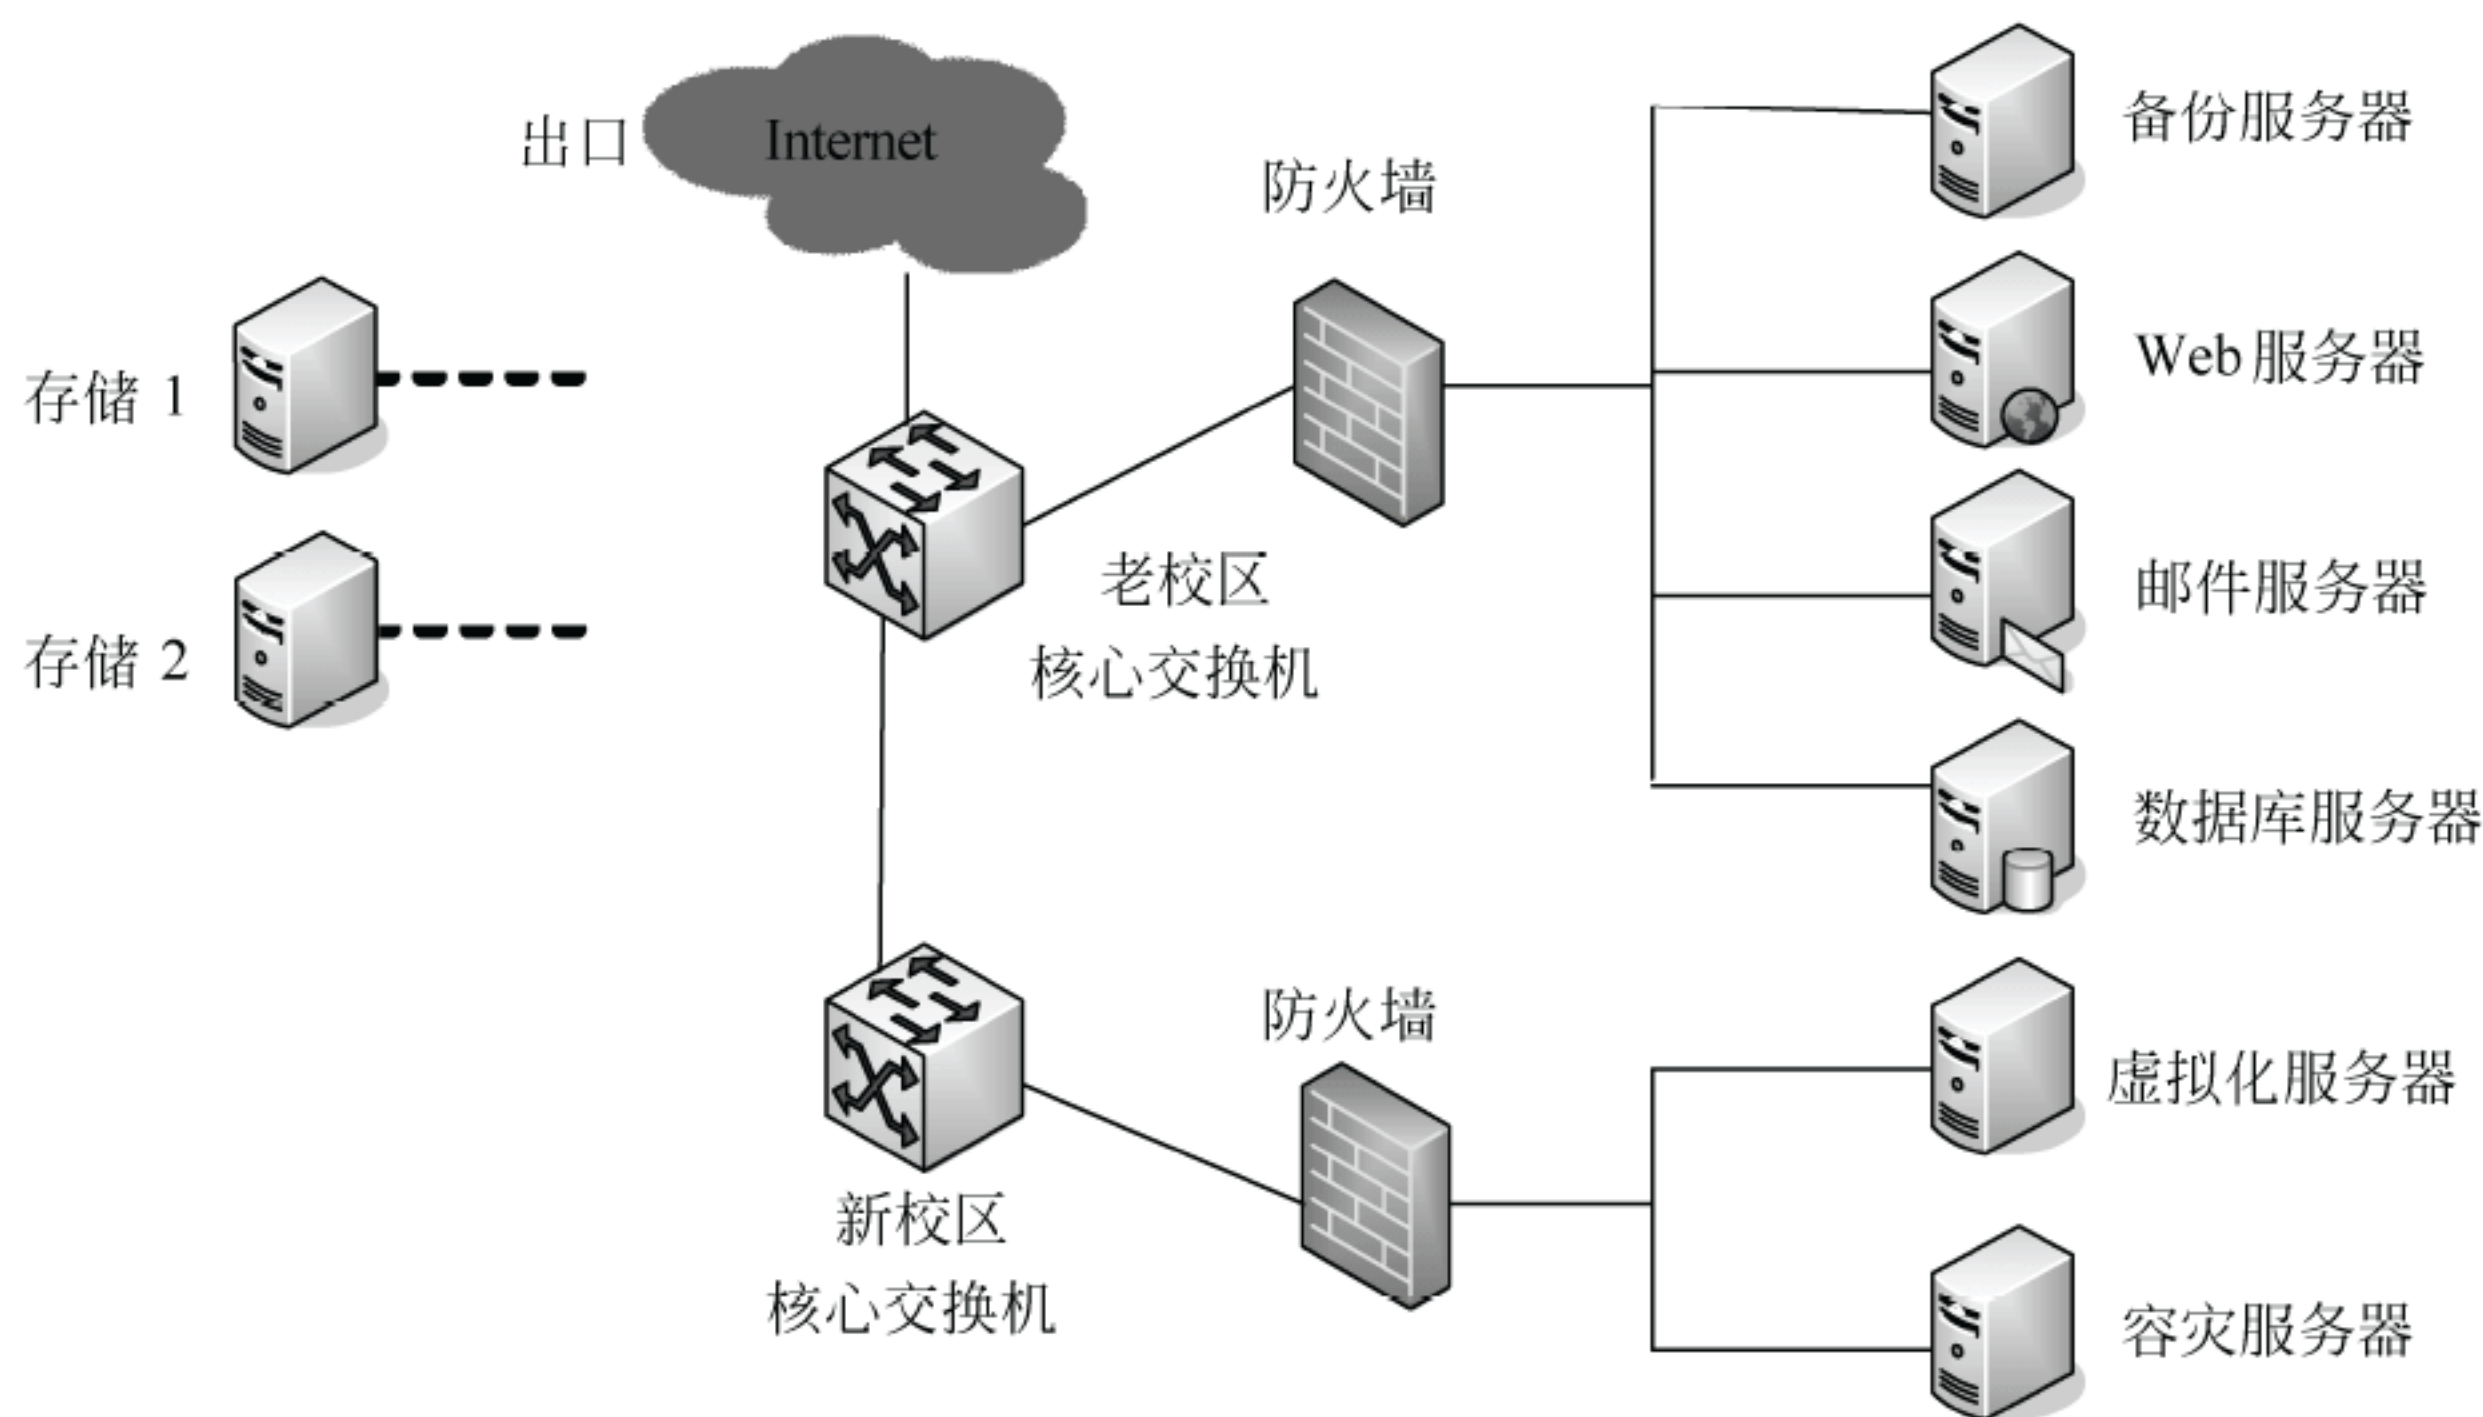 出口
Internet
防火墙
备份服务器
Web服务器
存储 1
老校区
核心交换机
邮件服务器
存储 2
数据库服务器
防火墙
虚拟化服务器
新校区
核心交换机
容灾服务器